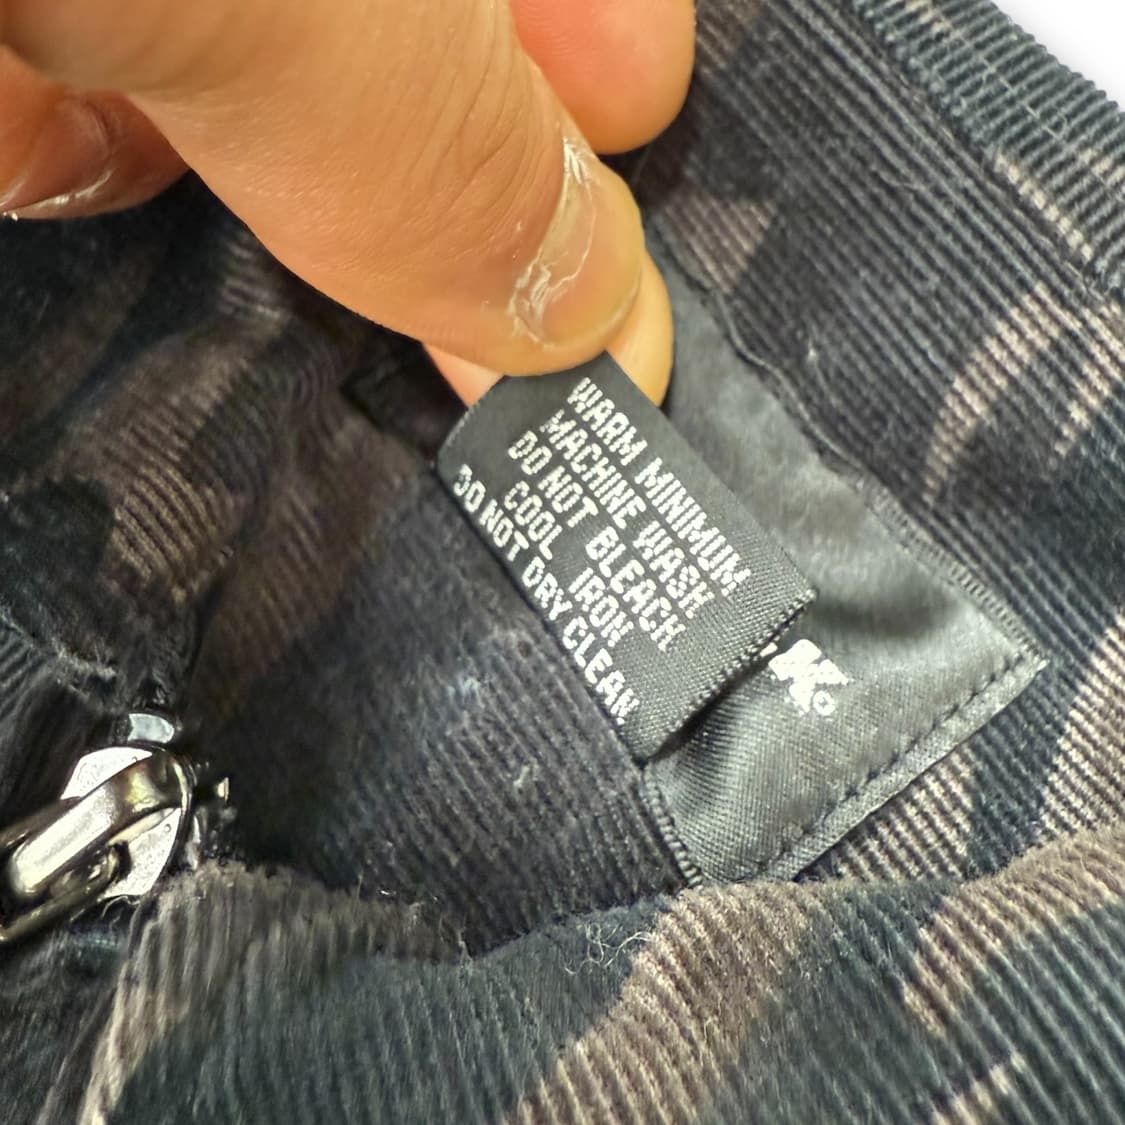 WARM MINIMUM
MACHINE WASH
DO NOT BLEACH
COOL IRON
DO NOT DRY CLEAN.